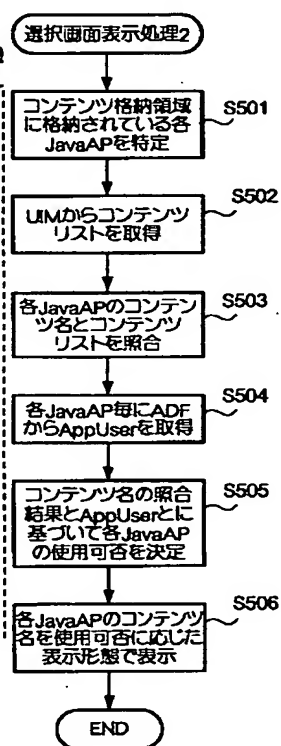 選択画面表示処理2
コンテンツ格納領域
に格納されている各
JavaAPを特定
S501
UIMからコンテンツ
リストを取得
S502
各JavaAPのコンテン
ツ名とコンテンツ
リストを照合
S503
各JavaAP毎にADF
からAppUserを取得
S504
コンテンツ名の照合
結果とAppUserとに
基づいて各JavaAP
の使用可否を決定
S505
各JavaAPのコンテンツ
名を使用可否に応じた
表示形態で表示
S506
END